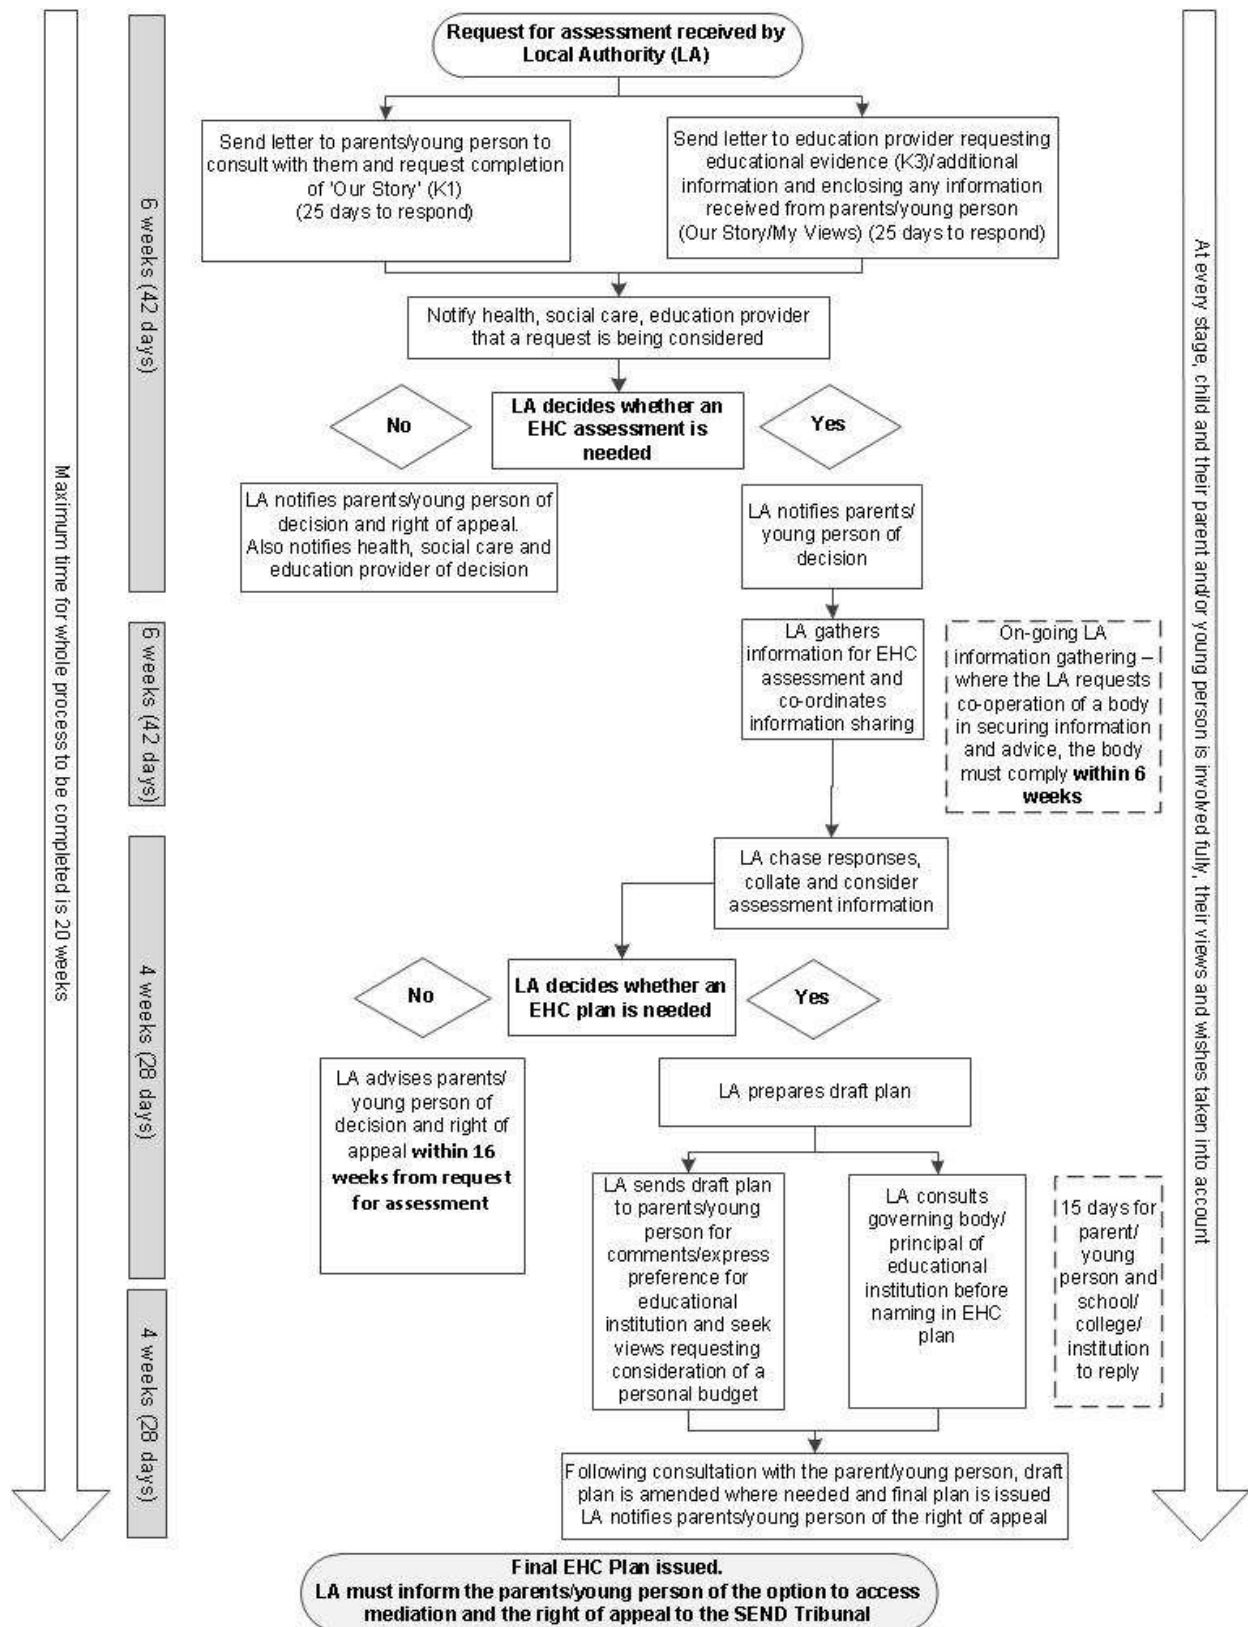 Request for assessment received by
Local Authority (LA)
Send letter to parents/young person to
consult with them and request completion
of 'Our Story' (K1)
(25 days to respond)
Send letter to education provider requesting
educational evidence (K3)/additional
information and enclosing any information
received from parents/young person
(Our Story/My Views) (25 days to respond)
Notify health, social care, education provider
that a request is being considered
No
LA decides whether an
EHC assessment is
needed
Yes
LA notifies parents/young person of
decision and right of appeal.
Also notifies health, social care and
education provider of decision
LA notifies parents/
young person of
decision
6 weeks (42 days)
LA gathers
information for EHC
assessment and
co-ordinates
information sharing
On-going LA
information gathering –
where the LA requests
co-operation of a body
in securing information
and advice, the body
must comply within 6
weeks
6 weeks (42 days)
LA chase responses,
collate and consider
assessment information
No
LA decides whether an
EHC plan is needed
Yes
LA advises parents/
young person of
decision and right of
appeal within 16
weeks from request
for assessment
LA prepares draft plan
4 weeks (28 days)
LA sends draft plan
to parents/young
person for
comments/express
preference for
educational
institution and seek
views requesting
consideration of a
personal budget
LA consults
governing body/
principal of
educational
institution before
naming in EHC
plan
15 days for
parent/
young
person and
school/
college/
institution
to reply
4 weeks (28 days)
Following consultation with the parent/young person, draft
plan is amended where needed and final plan is issued
LA notifies parents/young person of the right of appeal
Final EHC Plan issued.
LA must inform the parents/young person of the option to access
mediation and the right of appeal to the SEND Tribunal
Maximum time for whole process to be completed is 20 weeks
At every stage, child and their parent and/or young person is involved fully, their views and wishes taken into account